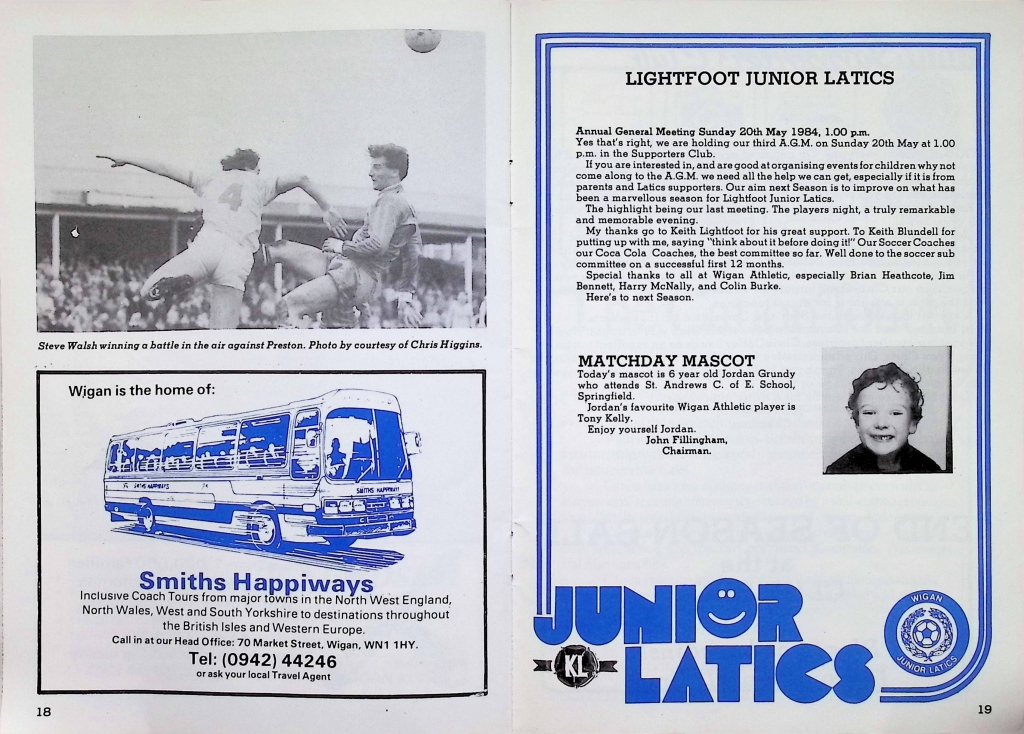 Steve Walsh winning a battle in the air against Preston. Photo by courtesy of Chris Higgins.
Wigan is the home of:
SMITHS HAPPIWAYS
SMITHS HAPPIWAYS
Smiths Happiways
Inclusive Coach Tours from major towns in the North West England,
North Wales, West and South Yorkshire to destinations throughout
the British Isles and Western Europe.
Call in at our Head Office: 70 Market Street, Wigan, WN1 1HY.
Tel: (0942) 44246
or ask your local Travel Agent
18
LIGHTFOOT JUNIOR LATICS
Annual General Meeting Sunday 20th May 1984, 1.00 p.m.
Yes that's right, we are holding our third A.G.M. on Sunday 20th May at 1.00
p.m. in the Supporters Club.
If you are interested in, and are good at organising events for children why not
come along to the A.G.M. we need all the help we can get, especially if it is from
parents and Latics supporters. Our aim next Season is to improve on what has
been a marvellous season for Lightfoot Junior Latics.
The highlight being our last meeting. The players night, a truly remarkable
and memorable evening.
My thanks go to Keith Lightfoot for his great support. To Keith Blundell for
putting up with me, saying "think about it before doing it!" Our Soccer Coaches
our Coca Cola Coaches, the best committee so far. Well done to the soccer sub
committee on a successful first 12 months.
Special thanks to all at Wigan Athletic, especially Brian Heathcote, Jim
Bennett, Harry McNally, and Colin Burke.
Here's to next Season.
MATCHDAY MASCOT
Today's mascot is 6 year old Jordan Grundy
who attends St. Andrews C. of E. School,
Springfield.
Jordan's favourite Wigan Athletic player is
Tony Kelly.
Enjoy yourself Jordan.
John Fillingham,
Chairman.
JUNIOR
LATICS
KL
WIGAN
JUNIOR LATICS
19